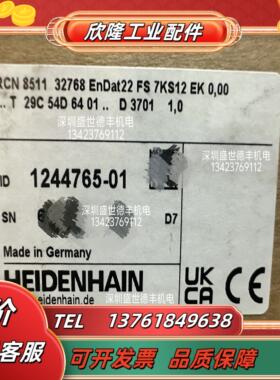 欣隆工业配件
RCN 8511 32768 EnDat22 FS 7KS12 EK 0,00
.. T 29C 54D 64 01 .. D 3701 1,0
深圳盛世德丰机电
13423769112
深圳盛世德丰机电
13423769112
ID 1244765-01
SN
D7
Made in Germany
深圳盛世德丰机电
13423769112
HEIDENHAIN
heidenhain.de
UK
CA
CE
价
客服
TEL 13761849638
正品 可开票 品质保障